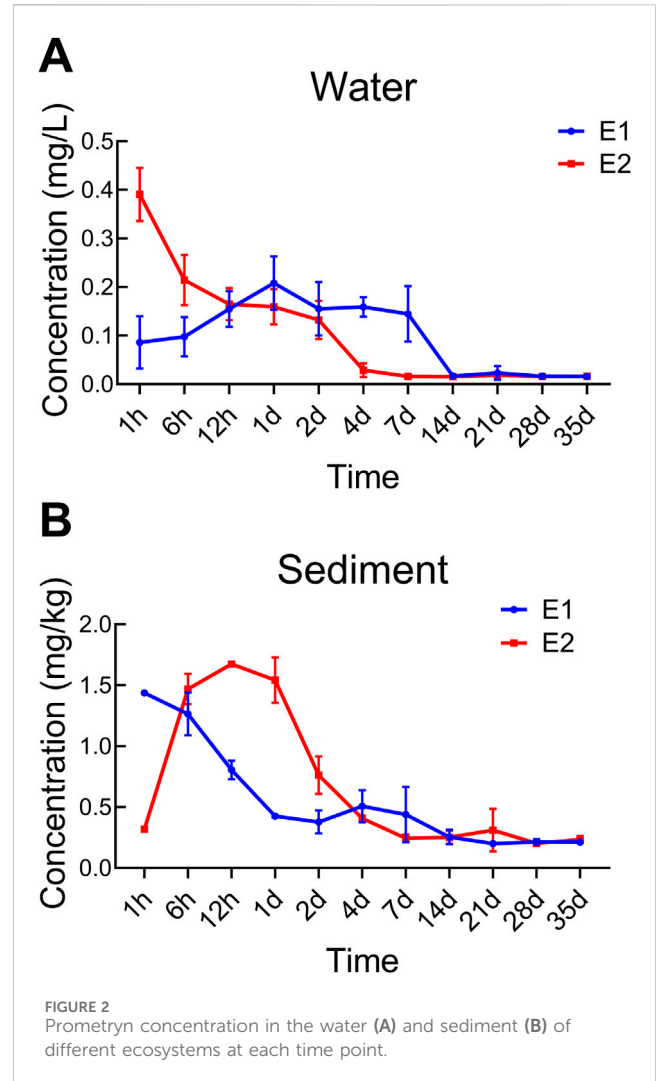 A
Water
Concentration (mg/L)
0.5
0.4
0.3
0.2
0.1
0.0
E1
E2
1h 6h 12h 1d 2d 4d 7d 14d 21d 28d 35d
Time
B
Sediment
Concentration (mg/kg)
2.0
1.5
1.0
0.5
0.0
E1
E2
1h 6h 12h 1d 2d 4d 7d 14d 21d 28d 35d
Time
FIGURE 2
Prometryn concentration in the water (A) and sediment (B) of
different ecosystems at each time point.